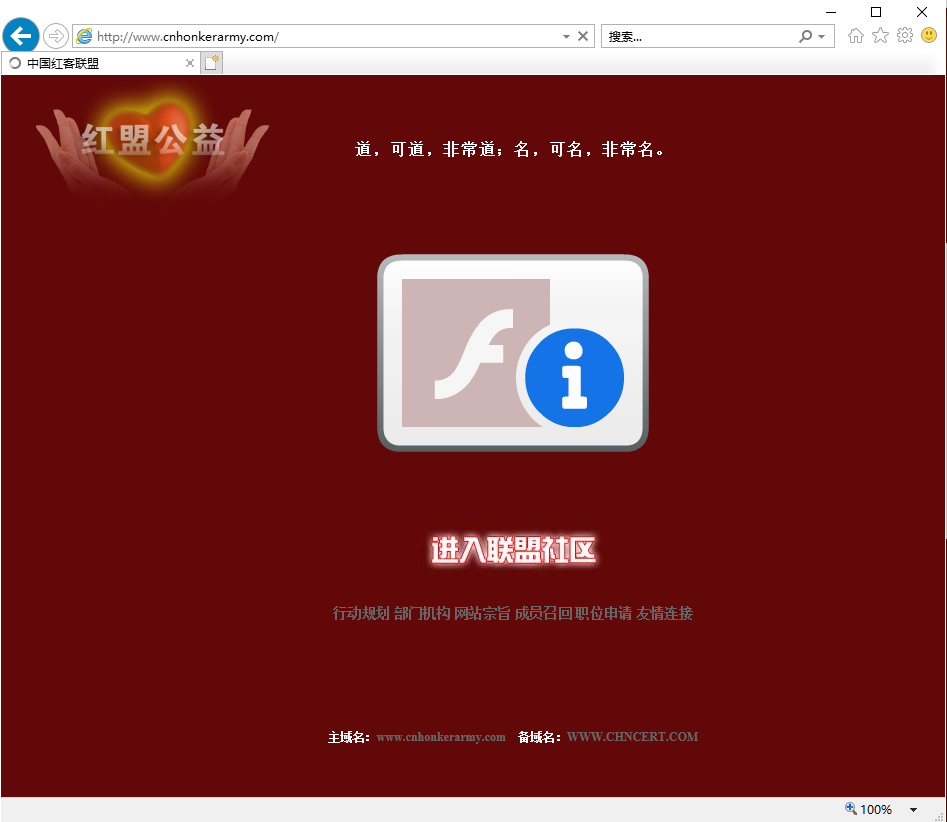 http://www.cnhonkerarmy.com/
搜索...
中国红客联盟
红盟公益
道，可道，非常道；名，可名，非常名。
进入联盟社区
行动规划 部门机构 网站宗旨 成员召回 职位申请 友情连接
主域名：www.cnhonkerarmy.com 备域名：WWW.CHNCERT.COM
100%